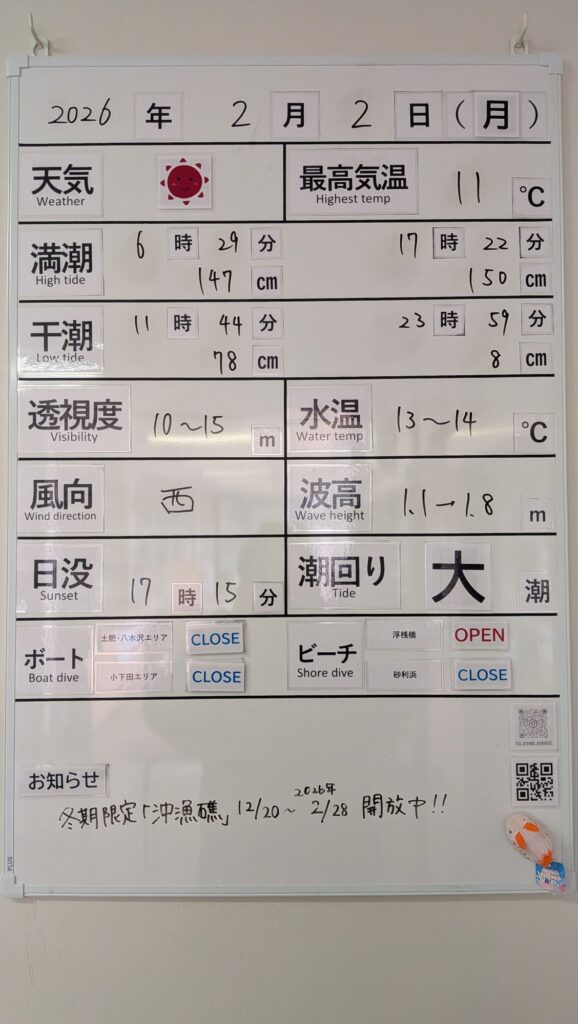 2026 年 2 月 2 日 (月)
天気 最高気温 11 ℃
Weather Highest temp
満潮 6 時 29 分 17 時 22 分
High tide 147 cm 150 cm
干潮 11 時 44 分 23 時 59 分
Low tide 78 cm 8 cm
透視度 10〜15 m 水温 13〜14 ℃
Visibility Water temp
風向 西 波高 1.1→1.8 m
Wind direction Wave height
日没 17 時 15 分 潮回り 大 潮
Sunset Tide
ボート 土肥・八木沢エリア CLOSE ビーチ 浮桟橋 OPEN
Boat dive 小下田エリア CLOSE Shore dive 砂利浜 CLOSE
TOI_DIVING_SERVICE
お知らせ
2026年
冬期限定「沖漁礁」12/20〜2/28 開放中!!
PLUS